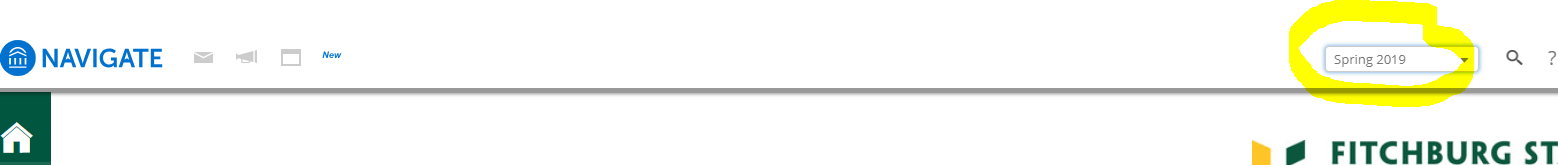 NAVIGATE
New
Spring 2019
?
FITCHBURG ST